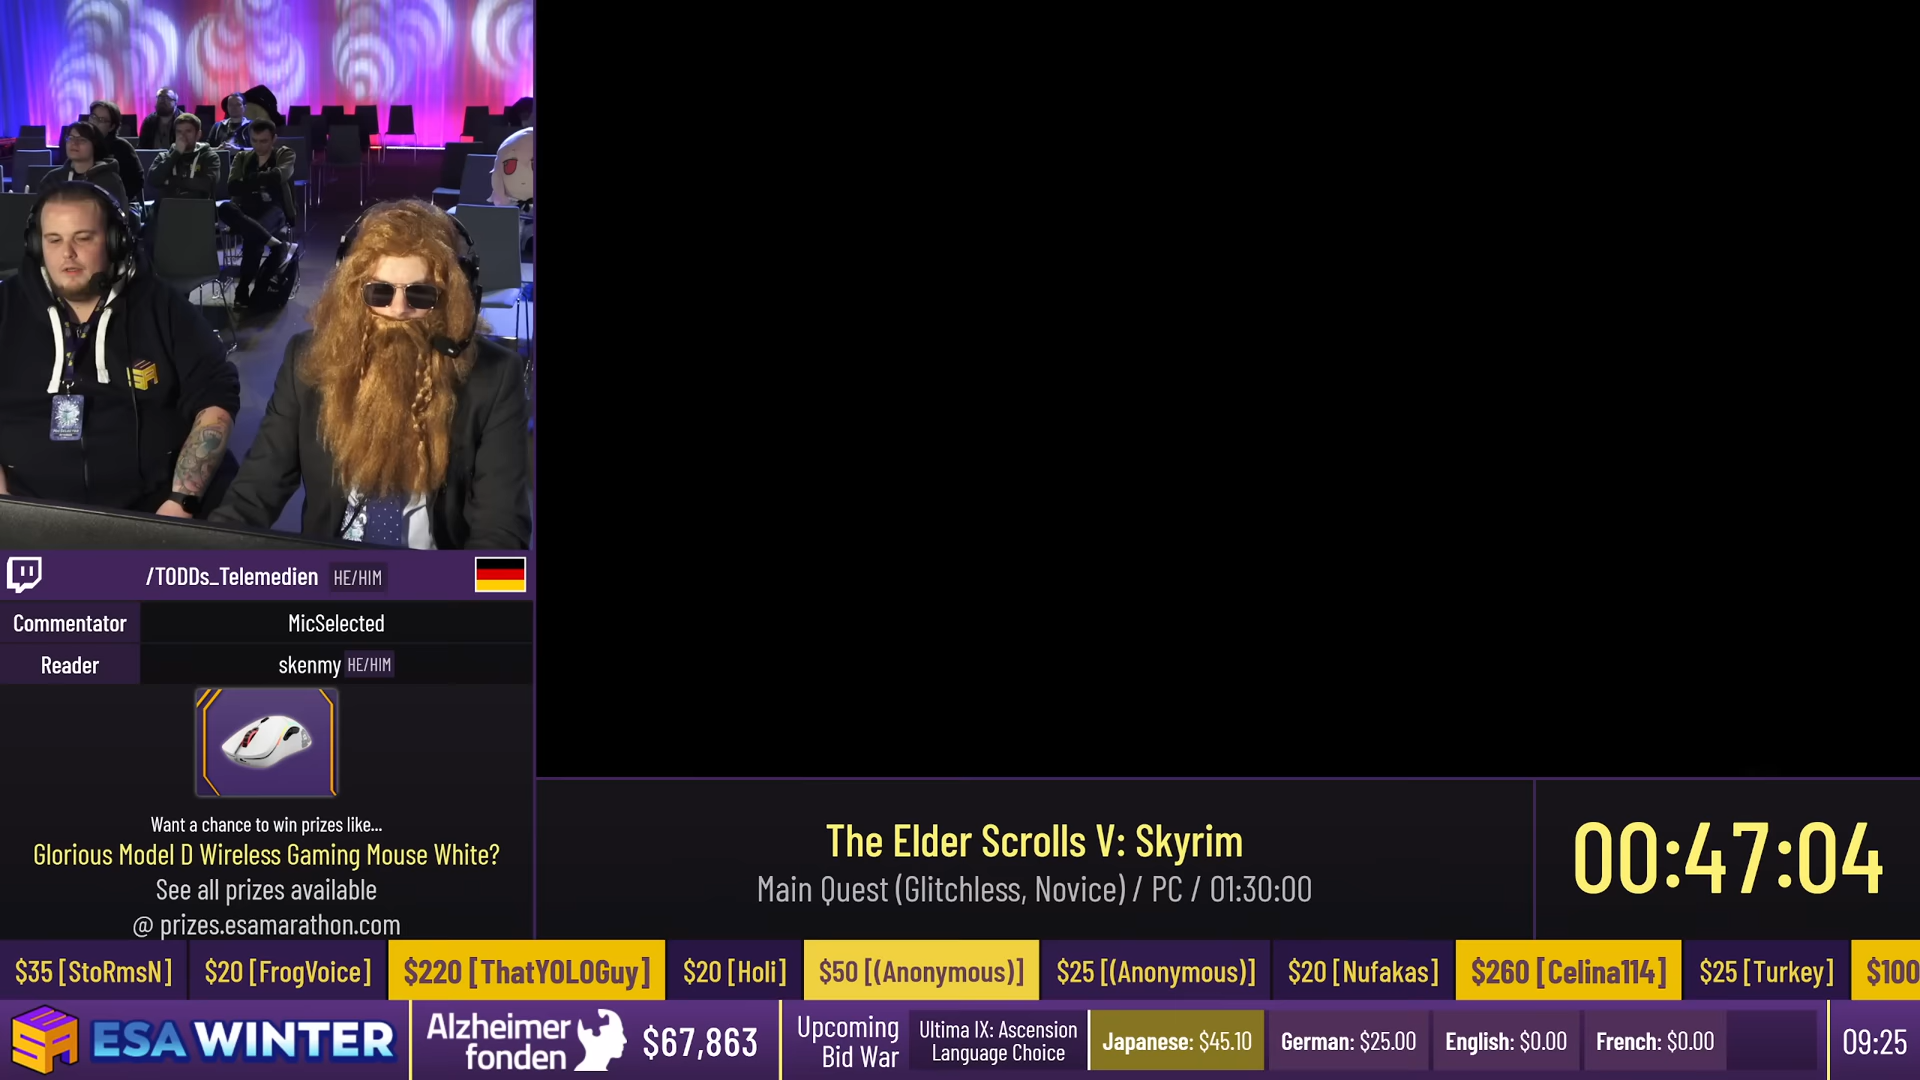 /TODDs_Telemedien HE/HIM
Commentator MicSelected
Reader skenmy HE/HIM
Want a chance to win prizes like...
Glorious Model D Wireless Gaming Mouse White?
See all prizes available
@ prizes.esamarathon.com
The Elder Scrolls V: Skyrim
Main Quest (Glitchless, Novice) / PC / 01:30:00
00:47:04
$35 [StoRmsN] $20 [FrogVoice] $220 [ThatYOLOGuy] $20 [Holi] $50 [(Anonymous)] $25 [(Anonymous)] $20 [Nufakas] $260 [Celina114] $25 [Turkey] $100
ESA WINTER
Alzheimer
fonden
$67,863
Upcoming
Bid War
Ultima IX: Ascension
Language Choice
Japanese: $45.10 German: $25.00 English: $0.00 French: $0.00
09:25